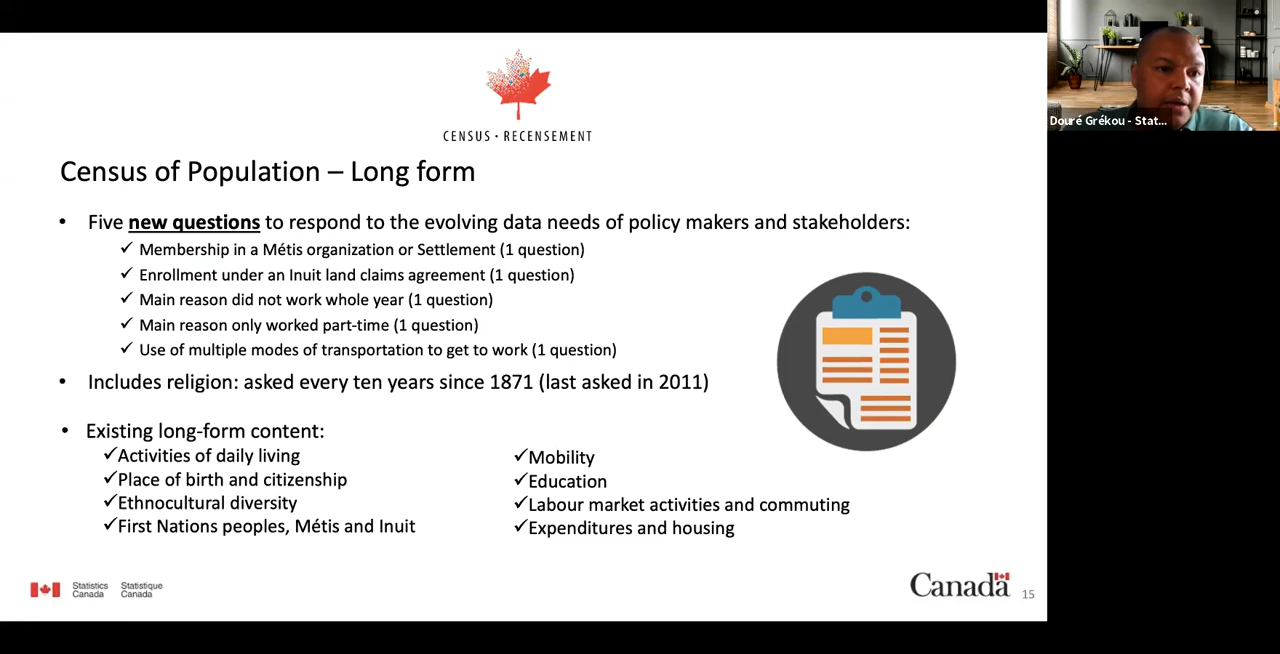 CENSUS • RECENSEMENT
Census of Population – Long form
• Five new questions to respond to the evolving data needs of policy makers and stakeholders:
✓ Membership in a Métis organization or Settlement (1 question)
✓ Enrollment under an Inuit land claims agreement (1 question)
✓ Main reason did not work whole year (1 question)
✓ Main reason only worked part-time (1 question)
✓ Use of multiple modes of transportation to get to work (1 question)
• Includes religion: asked every ten years since 1871 (last asked in 2011)
• Existing long-form content:
✓Activities of daily living
✓Place of birth and citizenship
✓Ethnocultural diversity
✓First Nations peoples, Métis and Inuit
✓Mobility
✓Education
✓Labour market activities and commuting
✓Expenditures and housing
Statistics Canada
Statistique Canada
Canada
15
Douré Grékou - Stat...